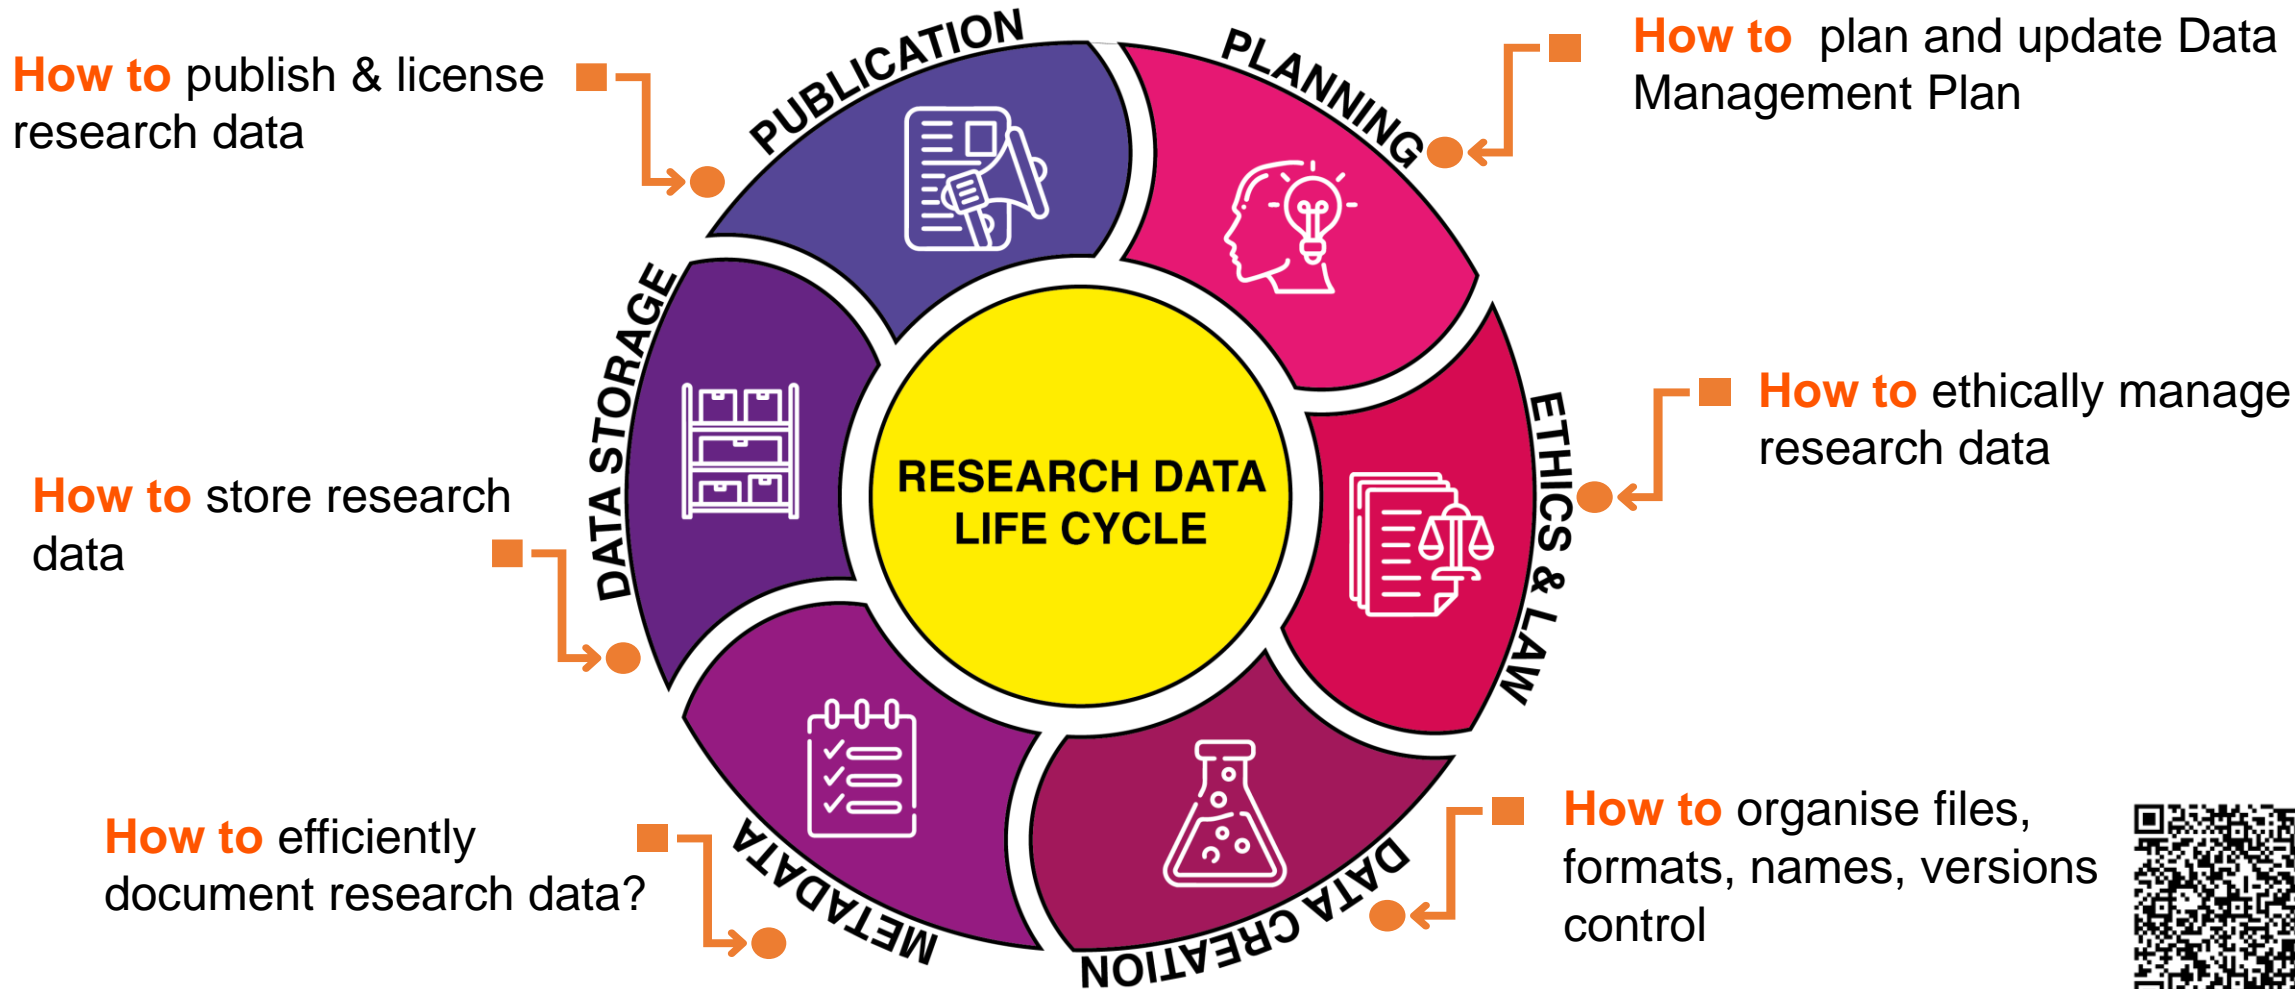 How to publish & license
research data
PUBLICATION
PLANNING
How to plan and update Data
Management Plan
DATA STORAGE
ETHICS & LAW
How to ethically manage
research data
RESEARCH DATA
LIFE CYCLE
How to store research
data
METADATA
DATA CREATION
How to efficiently
document research data?
How to organise files,
formats, names, versions
control